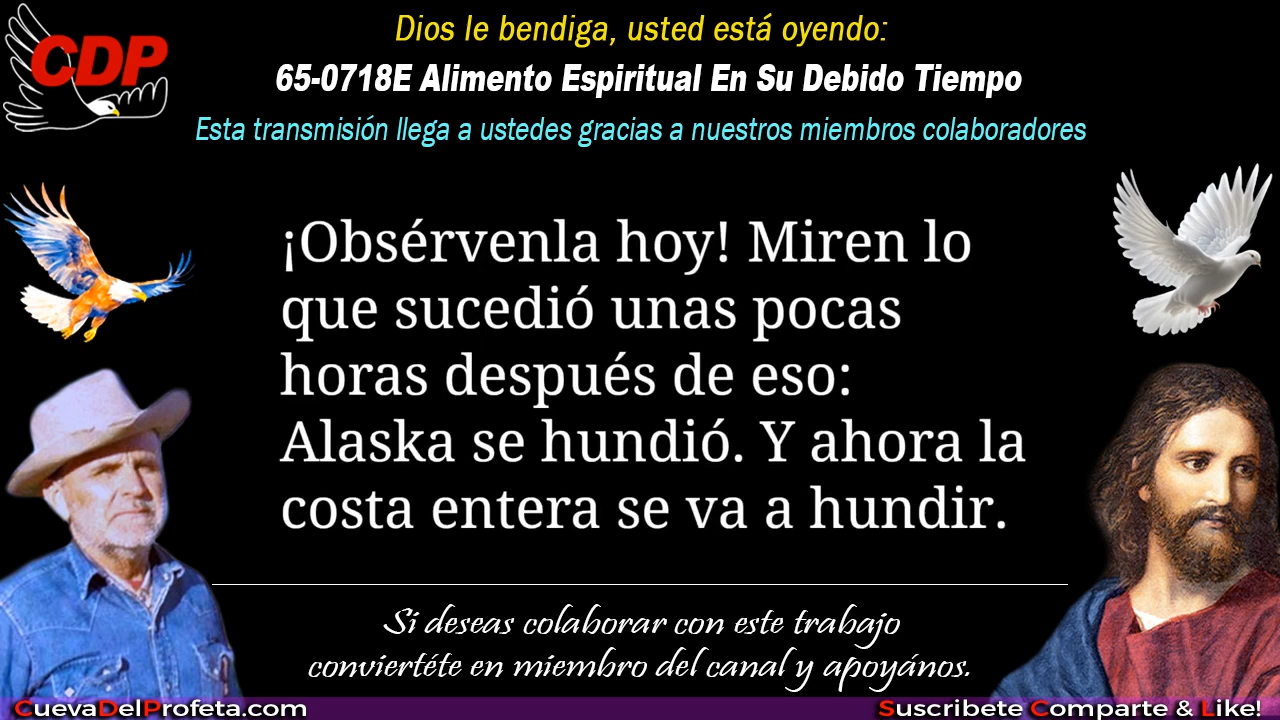 CDP
Dios le bendiga, usted está oyendo:
65-0718E Alimento Espiritual En Su Debido Tiempo
Esta transmisión llega a ustedes gracias a nuestros miembros colaboradores
¡Obsérvenla hoy! Miren lo
que sucedió unas pocas
horas después de eso:
Alaska se hundió. Y ahora la
costa entera se va a hundir.
Si deseas colaborar con este trabajo
conviertéte en miembro del canal y apoyános.
CuevaDelProfeta.com
Suscribete Comparte & Like!